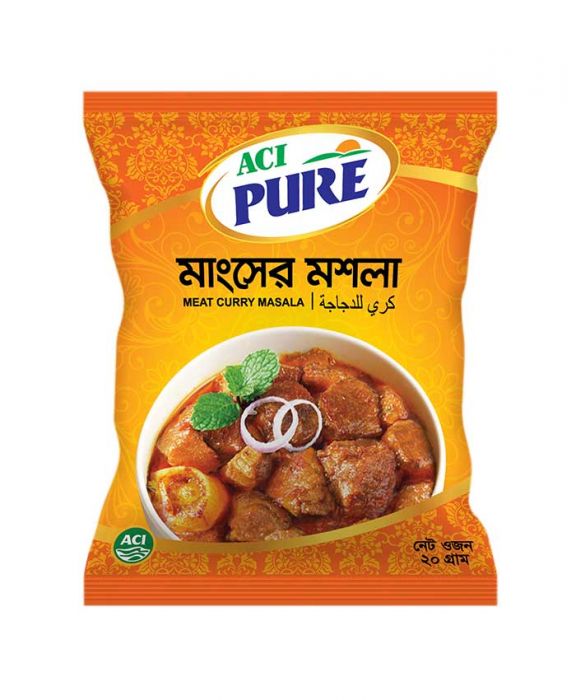 ACI
PURE
মাংসের মশলা
MEAT CURRY MASALA | كري للدجاجة
ACI
নেট ওজন
২০ গ্রাম